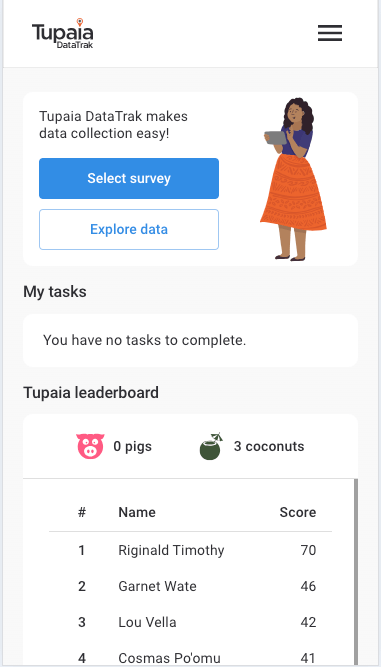 Tupaia
DataTrak
Tupaia DataTrak makes
data collection easy!
Select survey
Explore data
My tasks
You have no tasks to complete.
Tupaia leaderboard
0 pigs 3 coconuts
# Name Score
1 Riginald Timothy 70
2 Garnet Wate 46
3 Lou Vella 42
4 Cosmas Po'omu 41